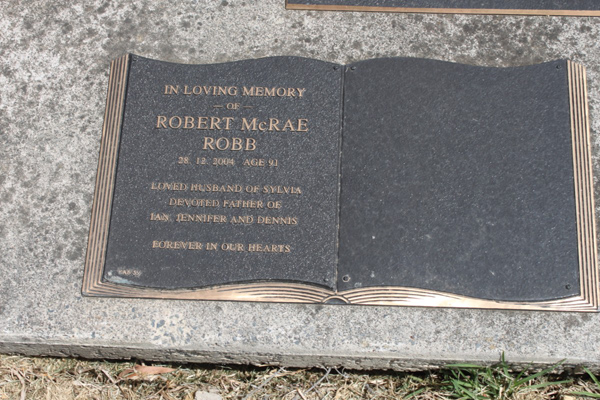 IN LOVING MEMORY
— OF —
ROBERT McRAE
ROBB
28. 12. 2004 AGE 91
LOVED HUSBAND OF SYLVIA
DEVOTED FATHER OF
IAN, JENNIFER AND DENNIS
FOREVER IN OUR HEARTS